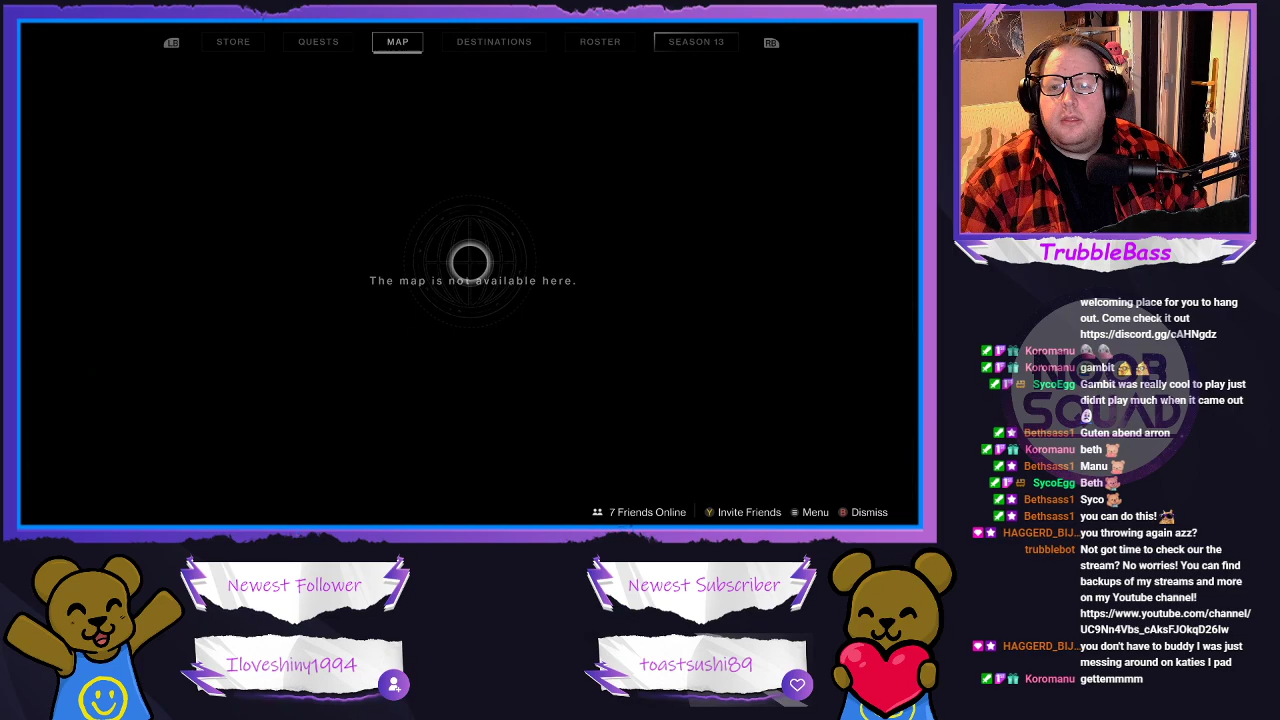 LB
STORE
QUESTS
MAP
DESTINATIONS
ROSTER
SEASON 13
RB
The map is not available here.
7 Friends Online
Y Invite Friends
Menu
B Dismiss
TrubbleBass
NOOB
SQUAD
welcoming place for you to hang
out. Come check it out
https://discord.gg/cAHNgdz
Koromanu
Koromanu gambit
SycoEgg Gambit was really cool to play just
didnt play much when it came out
Bethsass1 Guten abend arron
Koromanu beth
Bethsass1 Manu
SycoEgg Beth
Bethsass1 Syco
Bethsass1 you can do this!
HAGGERD_BIJ... you throwing again azz?
trubblebot Not got time to check our the
stream? No worries! You can find
backups of my streams and more
on my Youtube channel!
https://www.youtube.com/channel/
UC9Nn4Vbs_cAksFJOkqD26Iw
HAGGERD_BIJ... you don't have to buddy I was just
messing around on katies I pad
Koromanu gettemmmm
Newest Follower
Iloveshiny1994
Newest Subscriber
toastsushi89